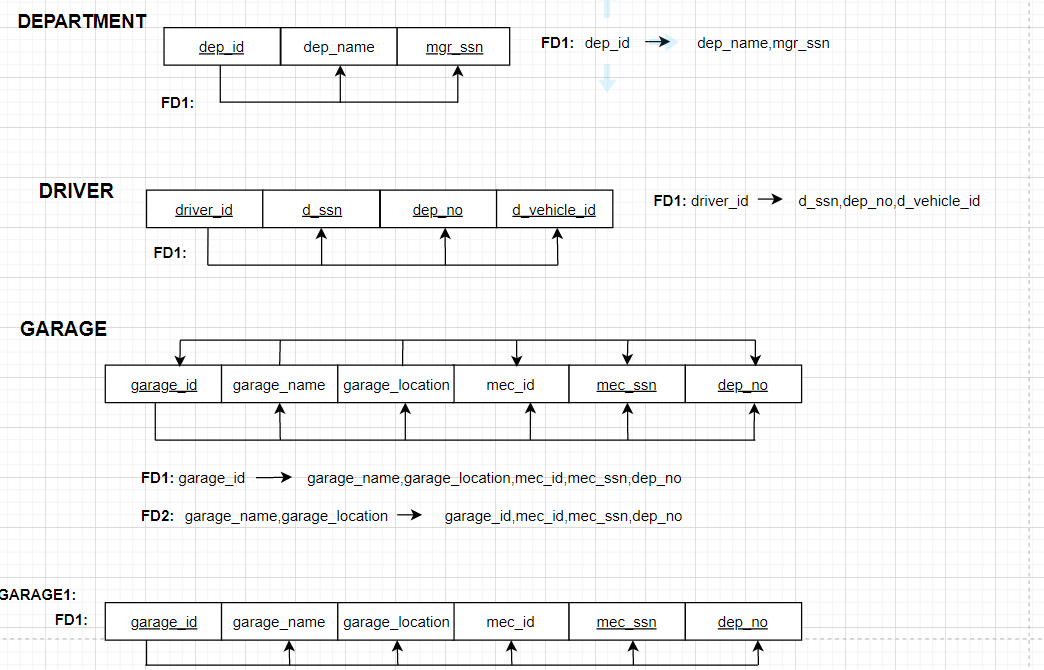 DEPARTMENT
dep_id dep_name mgr_ssn
FD1: dep_id dep_name,mgr_ssn
FD1:
DRIVER
driver_id d_ssn dep_no d_vehicle_id
FD1: driver_id d_ssn,dep_no,d_vehicle_id
FD1:
GARAGE
garage_id garage_name garage_location mec_id mec_ssn dep_no
FD1: garage_id garage_name,garage_location,mec_id,mec_ssn,dep_no
FD2: garage_name,garage_location garage_id,mec_id,mec_ssn,dep_no
GARAGE1:
FD1:
garage_id garage_name garage_location mec_id mec_ssn dep_no